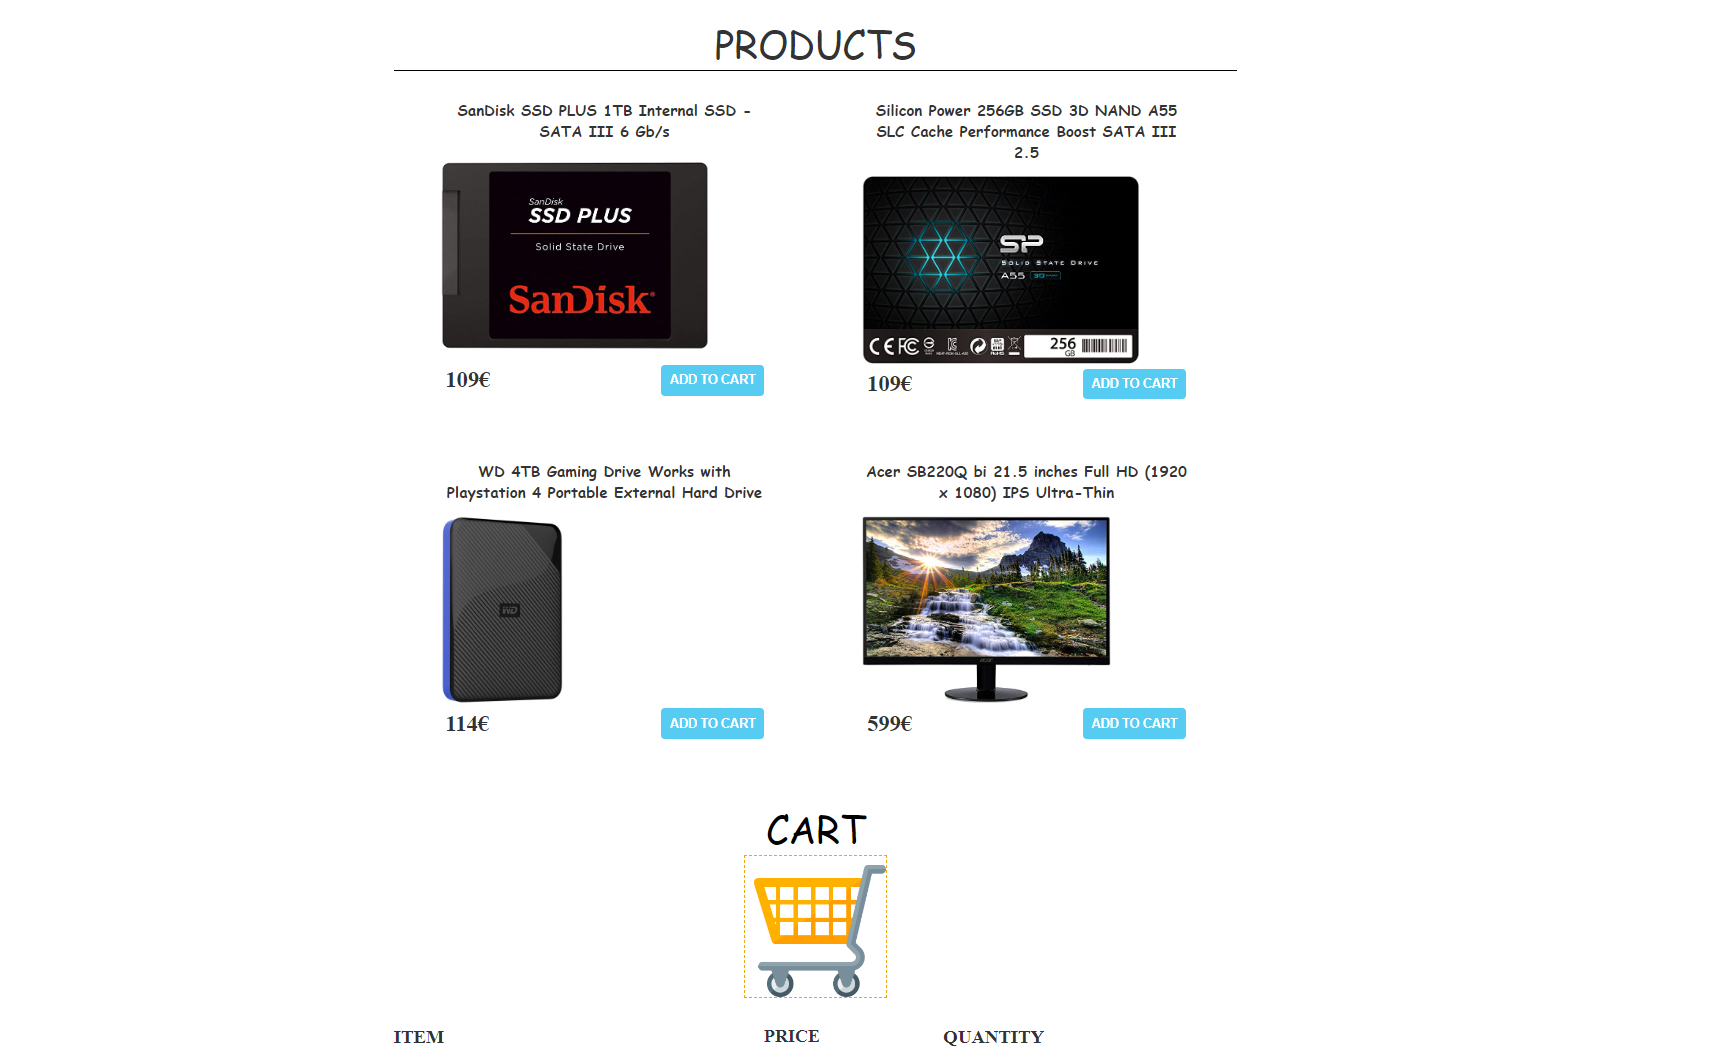 PRODUCTS
SanDisk SSD PLUS 1TB Internal SSD -
SATA III 6 Gb/s
SanDisk
SSD PLUS
Solid State Drive
SanDisk
109€
ADD TO CART
Silicon Power 256GB SSD 3D NAND A55
SLC Cache Performance Boost SATA III
2.5
SP
SOLID STATE DRIVE
A55
256
GB
109€
ADD TO CART
WD 4TB Gaming Drive Works with
Playstation 4 Portable External Hard Drive
WD
114€
ADD TO CART
Acer SB220Q bi 21.5 inches Full HD (1920
x 1080) IPS Ultra-Thin
599€
ADD TO CART
CART
ITEM PRICE QUANTITY